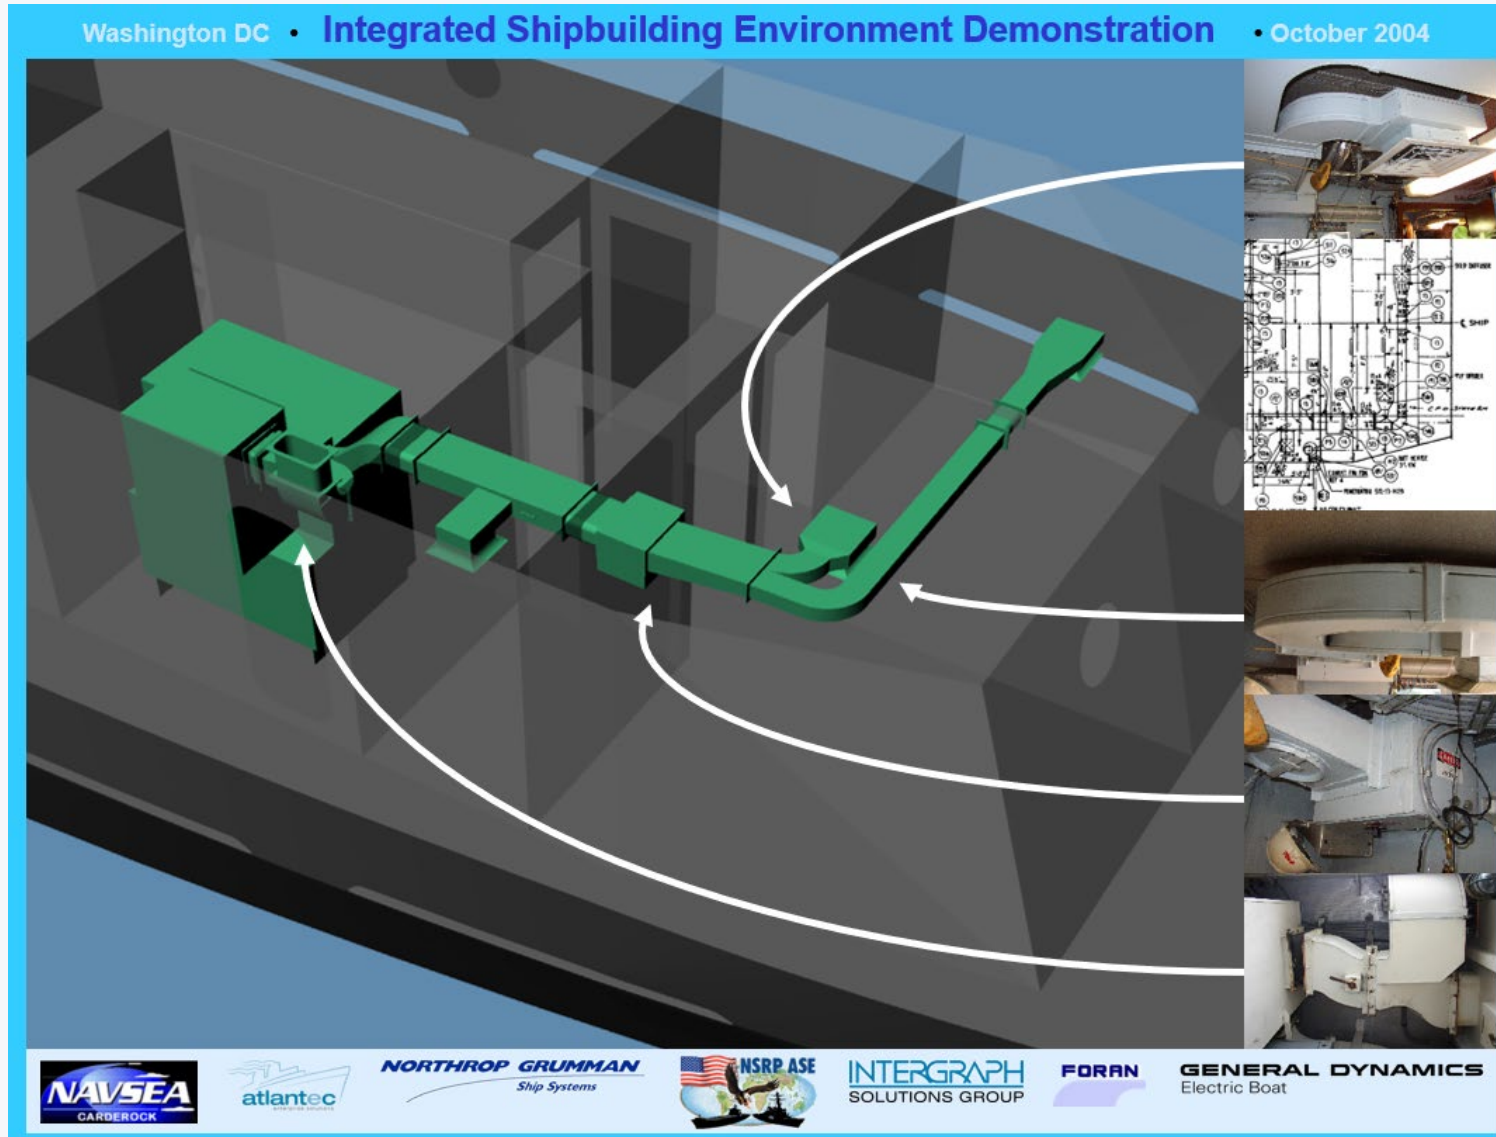 Washington DC • Integrated Shipbuilding Environment Demonstration • October 2004
SHIP
NAVSEA
CARDEROCK
atlantec
NORTHROP GRUMMAN
Ship Systems
NSRP ASE
INTERGRAPH
SOLUTIONS GROUP
FORAN
GENERAL DYNAMICS
Electric Boat